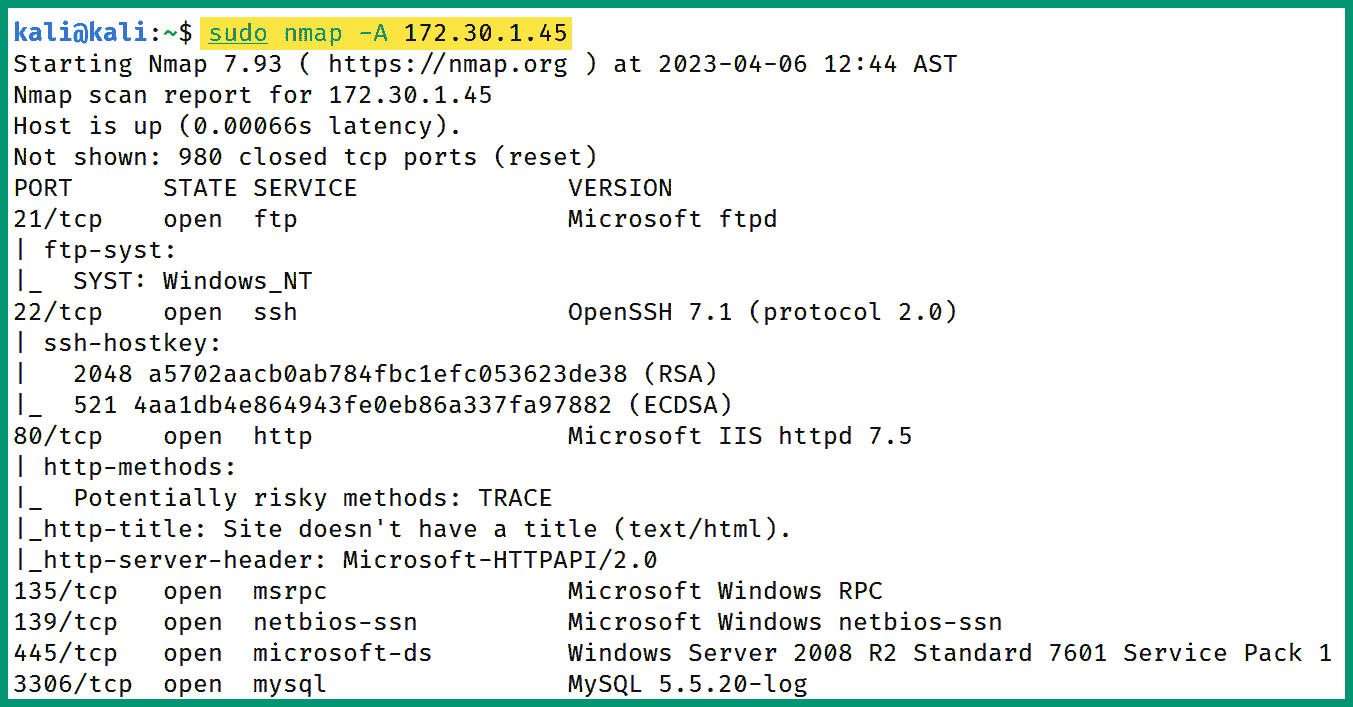 kali@kali:~$ sudo nmap -A 172.30.1.45
Starting Nmap 7.93 ( https://nmap.org ) at 2023-04-06 12:44 AST
Nmap scan report for 172.30.1.45
Host is up (0.00066s latency).
Not shown: 980 closed tcp ports (reset)
PORT      STATE SERVICE              VERSION
21/tcp    open  ftp                  Microsoft ftpd
| ftp-syst:
|_  SYST: Windows_NT
22/tcp    open  ssh                  OpenSSH 7.1 (protocol 2.0)
| ssh-hostkey:
|   2048 a5702aacb0ab784fbc1efc053623de38 (RSA)
|_  521 4aa1db4e864943fe0eb86a337fa97882 (ECDSA)
80/tcp    open  http                 Microsoft IIS httpd 7.5
| http-methods:
|_  Potentially risky methods: TRACE
|_http-title: Site doesn't have a title (text/html).
|_http-server-header: Microsoft-HTTPAPI/2.0
135/tcp   open  msrpc                Microsoft Windows RPC
139/tcp   open  netbios-ssn          Microsoft Windows netbios-ssn
445/tcp   open  microsoft-ds         Windows Server 2008 R2 Standard 7601 Service Pack 1
3306/tcp  open  mysql                MySQL 5.5.20-log